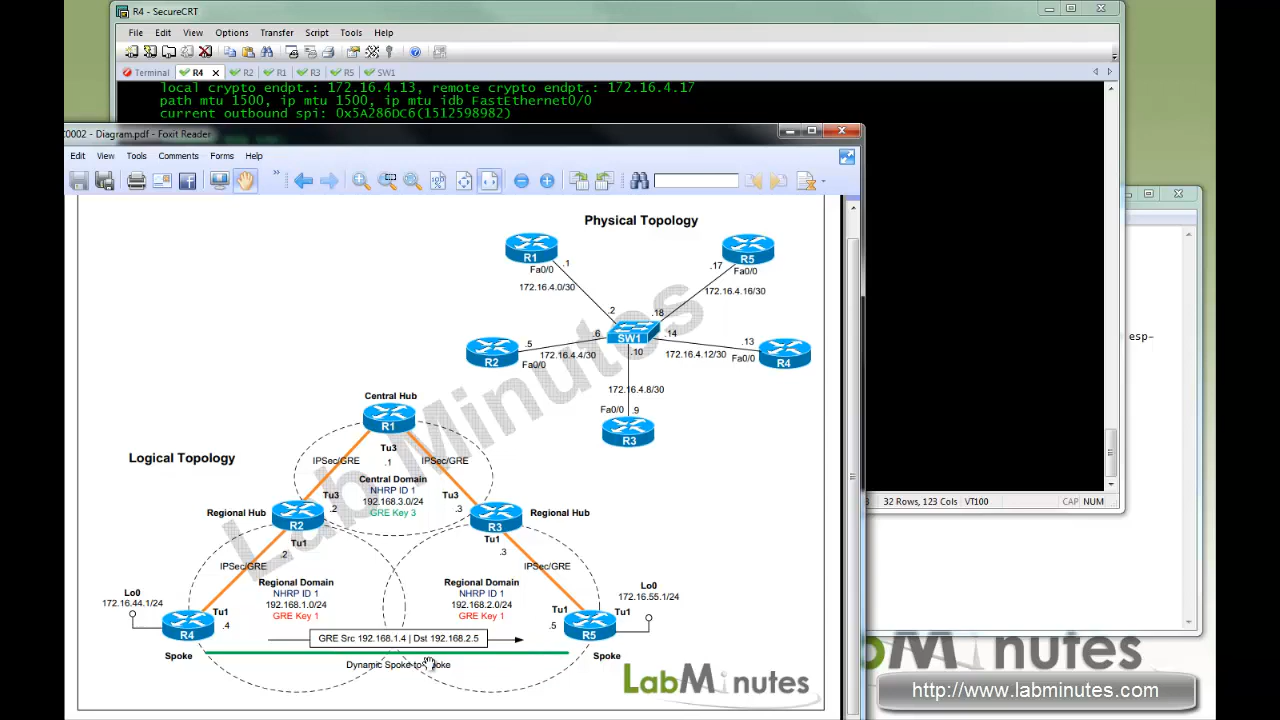 R4 - SecureCRT
File Edit View Options Transfer Script Tools Help
Terminal R4 x R2 R1 R3 R5 SW1
local crypto endpt.: 172.16.4.13, remote crypto endpt.: 172.16.4.17
path mtu 1500, ip mtu 1500, ip mtu idb FastEthernet0/0
current outbound spi: 0x5A286DC6(1512598982)
0002 - Diagram.pdf - Foxit Reader
Edit View Tools Comments Forms Help
Physical Topology
R1
R5
.1
.17
Fa0/0
Fa0/0
172.16.4.0/30
172.16.4.16/30
.2
.18
SW1
.6
.14
.5
.10
.13
R2
172.16.4.4/30
172.16.4.12/30
R4
Fa0/0
Fa0/0
172.16.4.8/30
Fa0/0
.9
R3
esp-
Central Hub
R1
Logical Topology
Tu3
.1
IPSec/GRE
IPSec/GRE
Central Domain
NHRP ID 1
192.168.3.0/24
GRE Key 3
Tu3
.2
Tu3
.3
Regional Hub
R2
R3
Regional Hub
Tu1
.2
Tu1
.3
IPSec/GRE
IPSec/GRE
Regional Domain
NHRP ID 1
192.168.1.0/24
GRE Key 1
Regional Domain
NHRP ID 1
192.168.2.0/24
GRE Key 1
Lo0
172.16.44.1/24
Lo0
172.16.55.1/24
Tu1
.4
Tu1
.5
Tu1
R4
R5
GRE Src 192.168.1.4 | Dst 192.168.2.5
Spoke
Spoke
Dynamic Spoke-to-Spoke
Lab Minutes
LabMinutes
32 Rows, 123 Cols VT100 CAP NUM
Minutes
http://www.labminutes.com